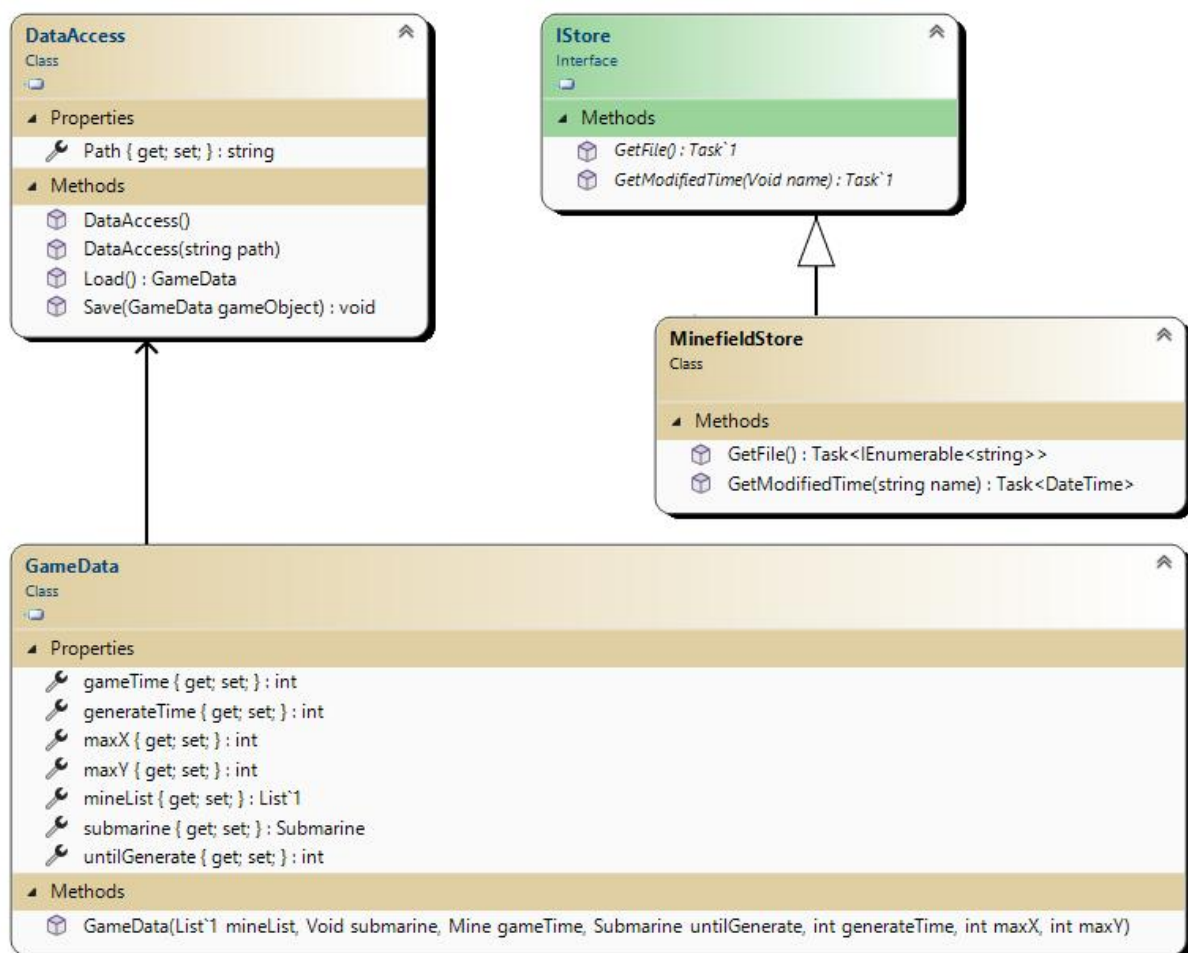 DataAccess
Class
Properties
Path { get; set; } : string
Methods
DataAccess()
DataAccess(string path)
Load() : GameData
Save(GameData gameObject) : void
IStore
Interface
Methods
GetFile() : Task`1
GetModifiedTime(Void name) : Task`1
MinefieldStore
Class
Methods
GetFile() : Task<IEnumerable<string>>
GetModifiedTime(string name) : Task<DateTime>
GameData
Class
Properties
gameTime { get; set; } : int
generateTime { get; set; } : int
maxX { get; set; } : int
maxY { get; set; } : int
mineList { get; set; } : List`1
submarine { get; set; } : Submarine
untilGenerate { get; set; } : int
Methods
GameData(List`1 mineList, Void submarine, Mine gameTime, Submarine untilGenerate, int generateTime, int maxX, int maxY)